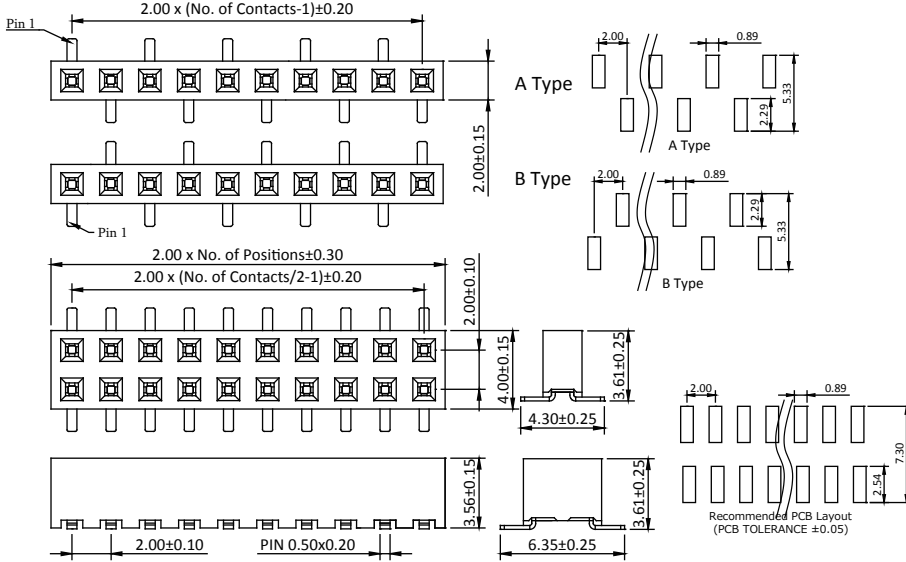 2.00 x (No. of Contacts-1)±0.20
Pin 1
2.00±0.15
A Type
2.00
0.89
5.33
2.29
A Type
B Type
2.00
0.89
2.29
5.33
B Type
Pin 1
2.00 x No. of Positions±0.30
2.00 x (No. of Contacts/2-1)±0.20
2.00±0.10
4.00±0.15
3.61±0.25
4.30±0.25
2.00
0.89
7.30
2.54
Recommended PCB Layout
(PCB TOLERANCE ±0.05)
3.56±0.15
3.61±0.25
2.00±0.10
PIN 0.50x0.20
6.35±0.25